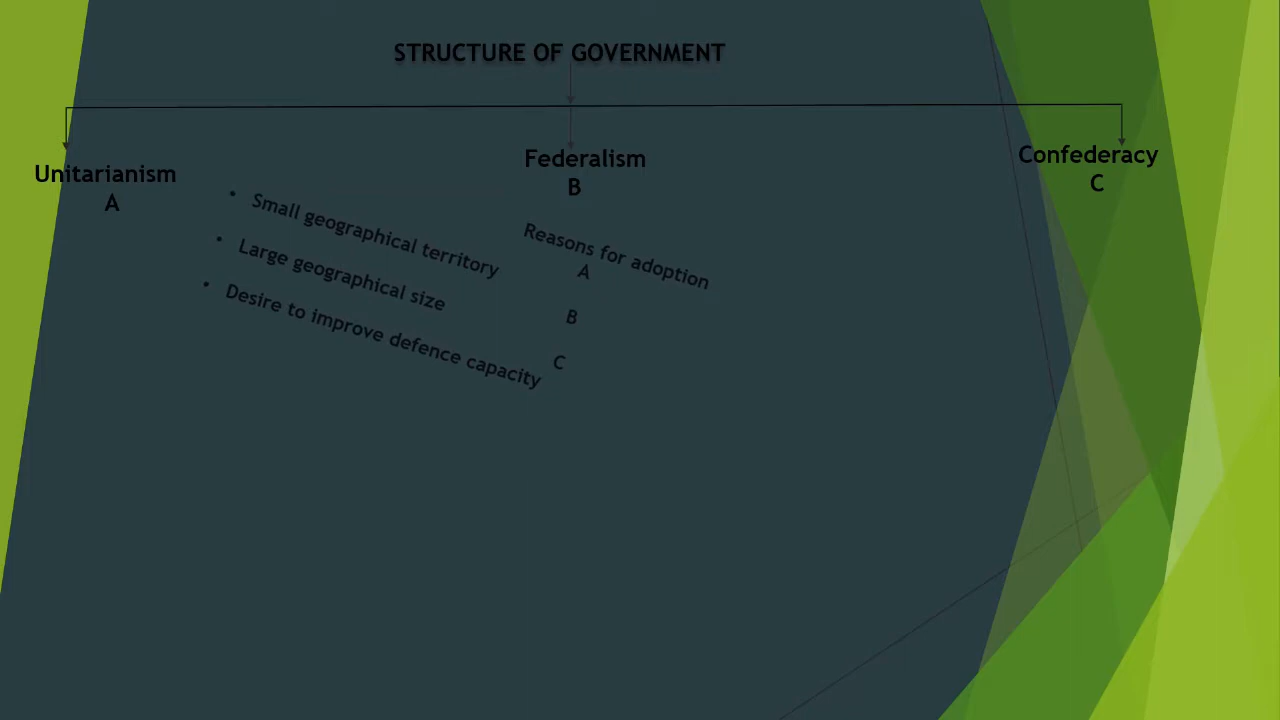 STRUCTURE OF GOVERNMENT
Unitarianism
A
Federalism
B
Confederacy
C
Reasons for adoption
• Small geographical territory A
• Large geographical size B
• Desire to improve defence capacity C